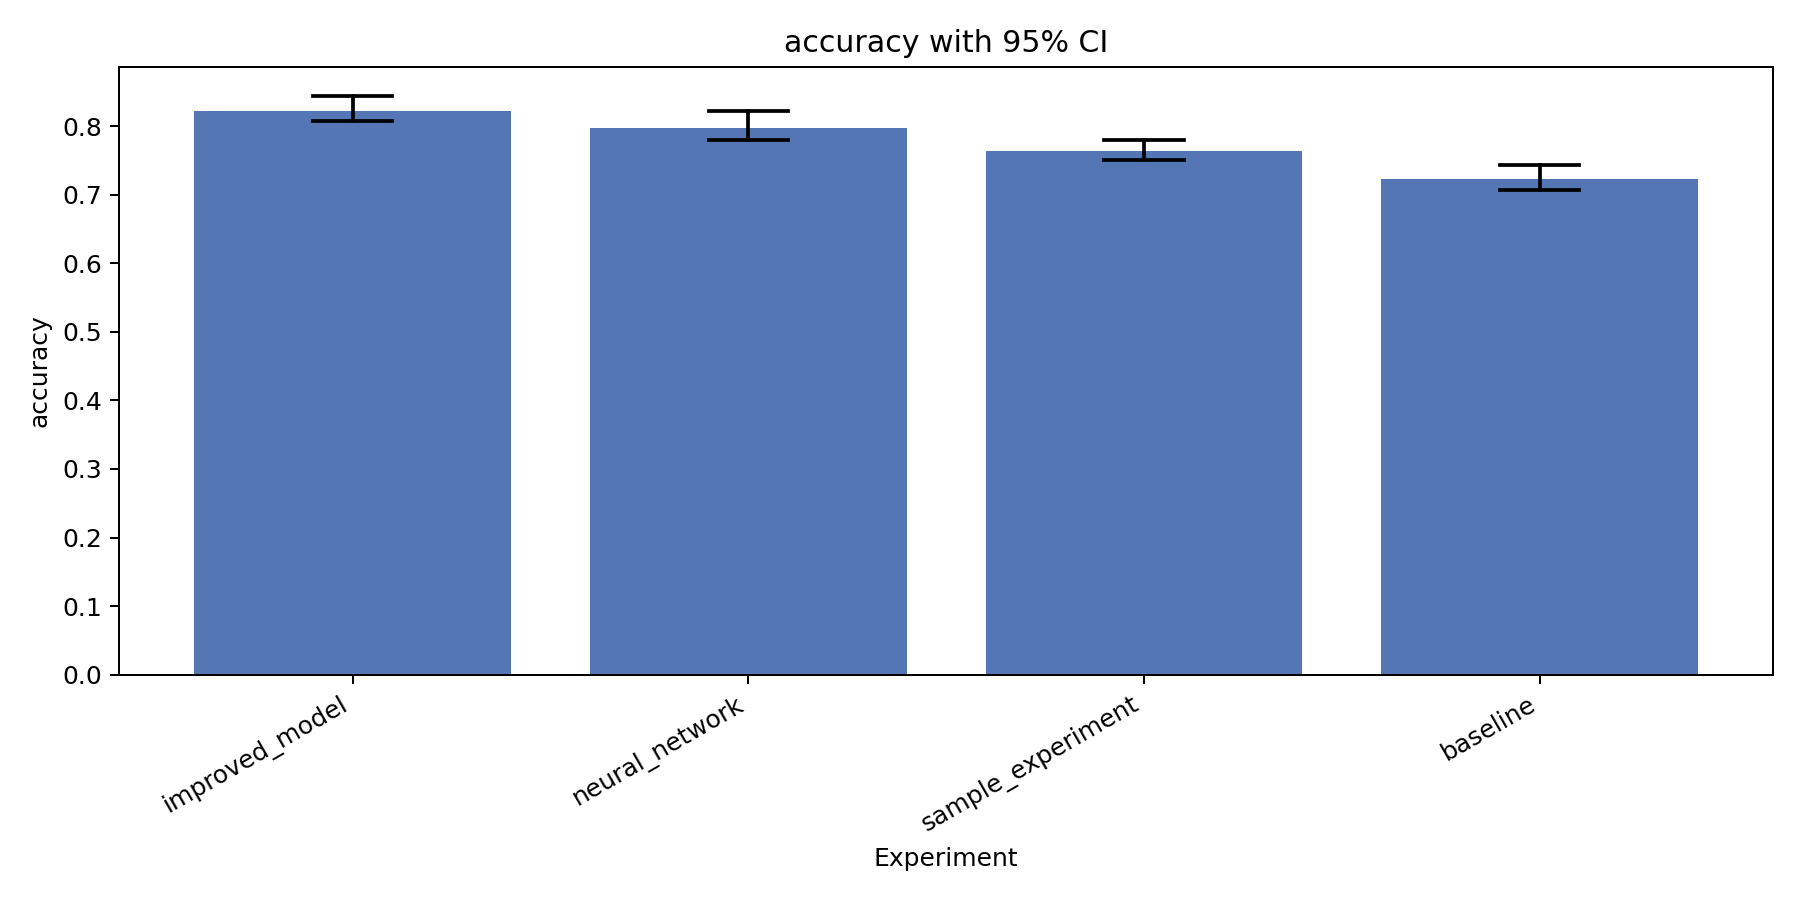 accuracy with 95% CI
accuracy
0.8
0.7
0.6
0.5
0.4
0.3
0.2
0.1
0.0
improved_model
neural_network
sample_experiment
baseline
Experiment